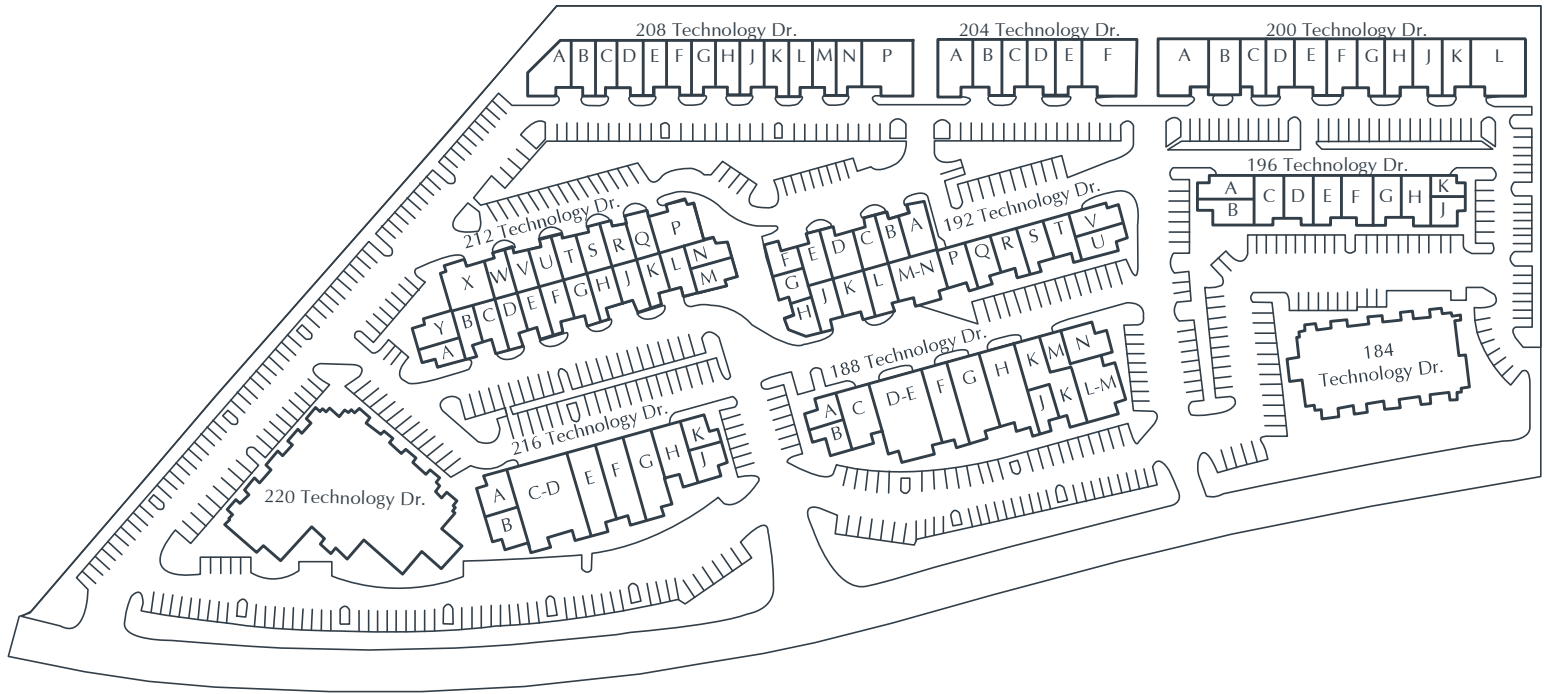 208 Technology Dr.
A B C D E F G H J K L M N P
204 Technology Dr.
A B C D E F
200 Technology Dr.
A B C D E F G H J K L
196 Technology Dr.
A C D E F G H K
B J
212 Technology Dr.
X W V U T S R Q P
Y B C D E F G H J K L N
A M
192 Technology Dr.
F E D C B A
G
H J K L M-N P Q R S T V
U
188 Technology Dr.
A C D-E F G H K M N
B J K L-M
184
Technology Dr.
216 Technology Dr.
A C-D E F G H K
B J
220 Technology Dr.